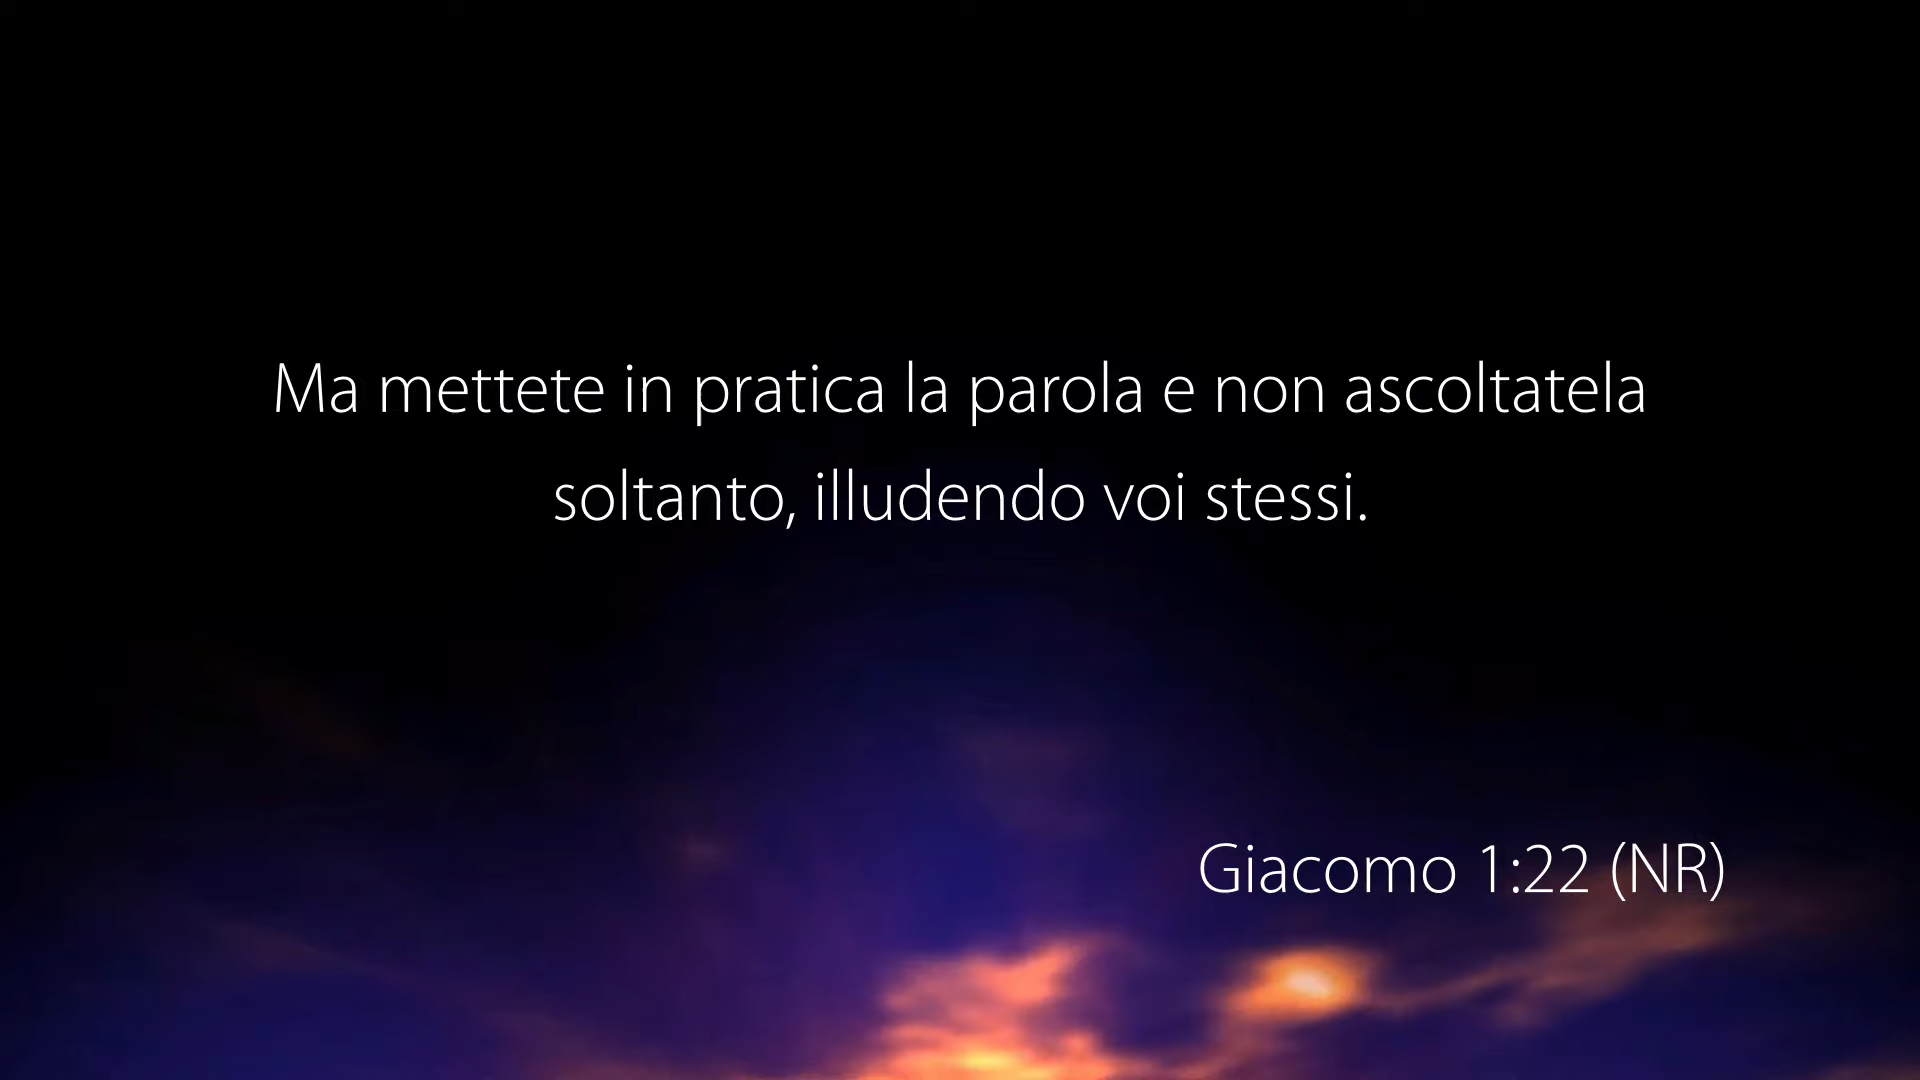 Ma mettete in pratica la parola e non ascoltatela
soltanto, illudendo voi stessi.
Giacomo 1:22 (NR)